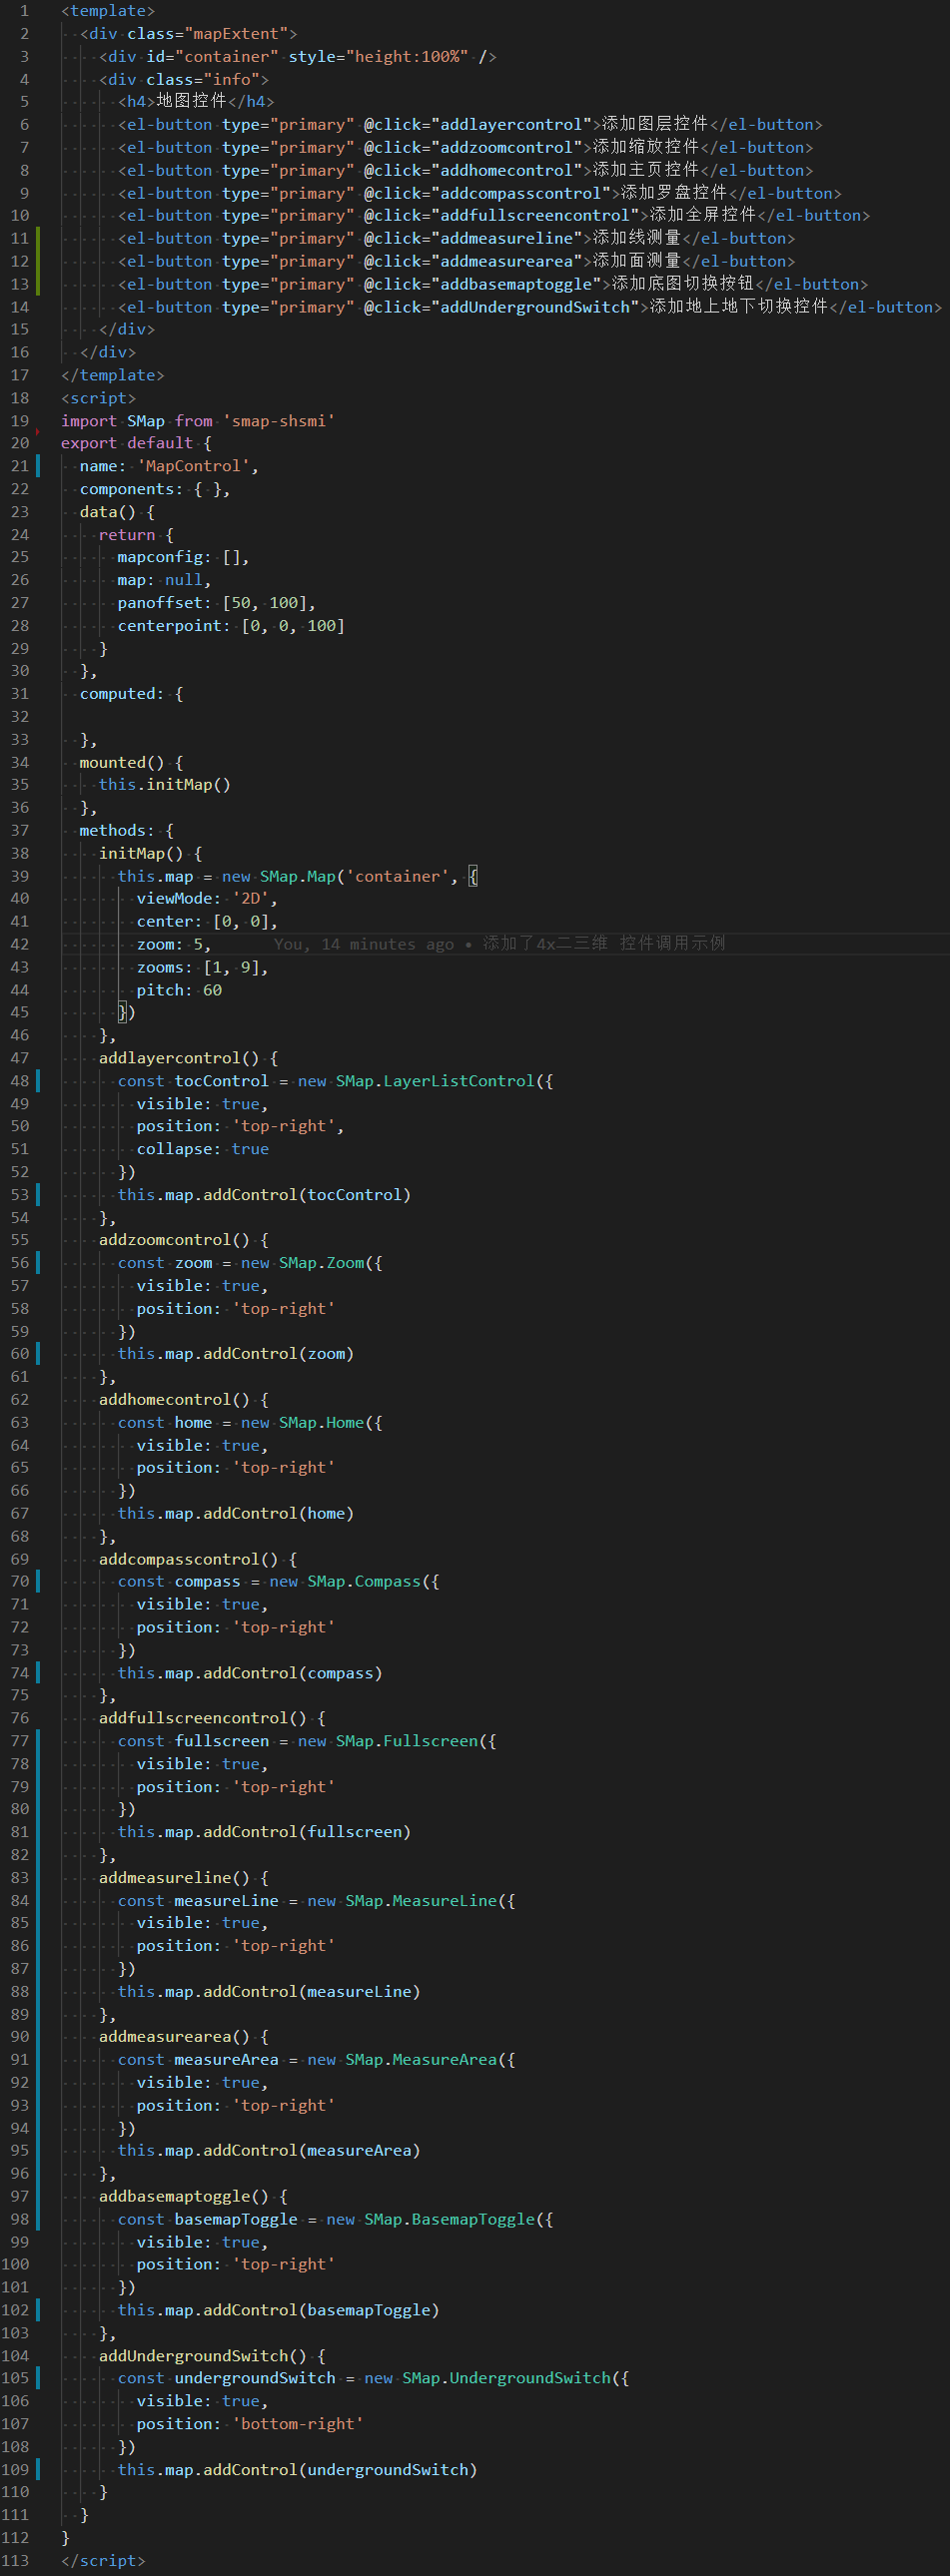 1 <template>
2   <div class="mapExtent">
3     <div id="container" style="height:100%" />
4     <div class="info">
5       <h4>地图控件</h4>
6       <el-button type="primary" @click="addlayercontrol">添加图层控件</el-button>
7       <el-button type="primary" @click="addzoomcontrol">添加缩放控件</el-button>
8       <el-button type="primary" @click="addhomecontrol">添加主页控件</el-button>
9       <el-button type="primary" @click="addcompasscontrol">添加罗盘控件</el-button>
10       <el-button type="primary" @click="addfullscreencontrol">添加全屏控件</el-button>
11       <el-button type="primary" @click="addmeasureline">添加线测量</el-button>
12       <el-button type="primary" @click="addmeasurearea">添加面测量</el-button>
13       <el-button type="primary" @click="addbasemaptoggle">添加底图切换按钮</el-button>
14       <el-button type="primary" @click="addUndergroundSwitch">添加地上地下切换控件</el-button>
15     </div>
16   </div>
17 </template>
18 <script>
19 import SMap from 'smap-shsmi'
20 export default {
21   name: 'MapControl',
22   components: { },
23   data() {
24     return {
25       mapconfig: [],
26       map: null,
27       panoffset: [50, 100],
28       centerpoint: [0, 0, 100]
29     }
30   },
31   computed: {
32
33   },
34   mounted() {
35     this.initMap()
36   },
37   methods: {
38     initMap() {
39       this.map = new SMap.Map('container', {
40         viewMode: '2D',
41         center: [0, 0],
42         zoom: 5,       You, 14 minutes ago • 添加了4x二三维 控件调用示例
43         zooms: [1, 9],
44         pitch: 60
45       })
46     },
47     addlayercontrol() {
48       const tocControl = new SMap.LayerListControl({
49         visible: true,
50         position: 'top-right',
51         collapse: true
52       })
53       this.map.addControl(tocControl)
54     },
55     addzoomcontrol() {
56       const zoom = new SMap.Zoom({
57         visible: true,
58         position: 'top-right'
59       })
60       this.map.addControl(zoom)
61     },
62     addhomecontrol() {
63       const home = new SMap.Home({
64         visible: true,
65         position: 'top-right'
66       })
67       this.map.addControl(home)
68     },
69     addcompasscontrol() {
70       const compass = new SMap.Compass({
71         visible: true,
72         position: 'top-right'
73       })
74       this.map.addControl(compass)
75     },
76     addfullscreencontrol() {
77       const fullscreen = new SMap.Fullscreen({
78         visible: true,
79         position: 'top-right'
80       })
81       this.map.addControl(fullscreen)
82     },
83     addmeasureline() {
84       const measureLine = new SMap.MeasureLine({
85         visible: true,
86         position: 'top-right'
87       })
88       this.map.addControl(measureLine)
89     },
90     addmeasurearea() {
91       const measureArea = new SMap.MeasureArea({
92         visible: true,
93         position: 'top-right'
94       })
95       this.map.addControl(measureArea)
96     },
97     addbasemaptoggle() {
98       const basemapToggle = new SMap.BasemapToggle({
99         visible: true,
100         position: 'top-right'
101       })
102       this.map.addControl(basemapToggle)
103     },
104     addUndergroundSwitch() {
105       const undergroundSwitch = new SMap.UndergroundSwitch({
106         visible: true,
107         position: 'bottom-right'
108       })
109       this.map.addControl(undergroundSwitch)
110     }
111   }
112 }
113 </script>